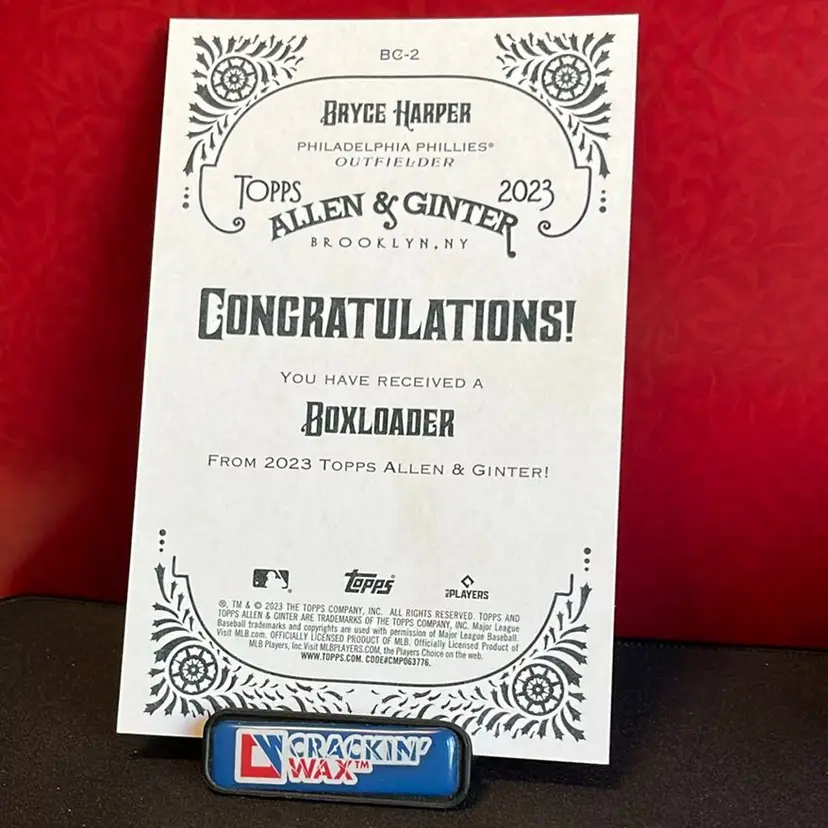 BC-2
BRYCE HARPER
PHILADELPHIA PHILLIES®
OUTFIELDER
TOPPS 2023
ALLEN & GINTER
BROOKLYN, NY
CONGRATULATIONS!
YOU HAVE RECEIVED A
BOXLOADER
FROM 2023 TOPPS ALLEN & GINTER!
Topps
PLAYERS
®, TM & © 2023 THE TOPPS COMPANY, INC. ALL RIGHTS RESERVED. TOPPS AND
TOPPS ALLEN & GINTER ARE TRADEMARKS OF THE TOPPS COMPANY, INC. Major League
Baseball trademarks and copyrights are used with permission of Major League Baseball.
Visit MLB.com. OFFICIALLY LICENSED PRODUCT OF MLB. Officially Licensed Product of
MLB Players, Inc.Visit MLBPLAYERS.COM, the Players Choice on the web.
WWW.TOPPS.COM. CODE#CMP063776.
CW CRACKIN'
WAX™